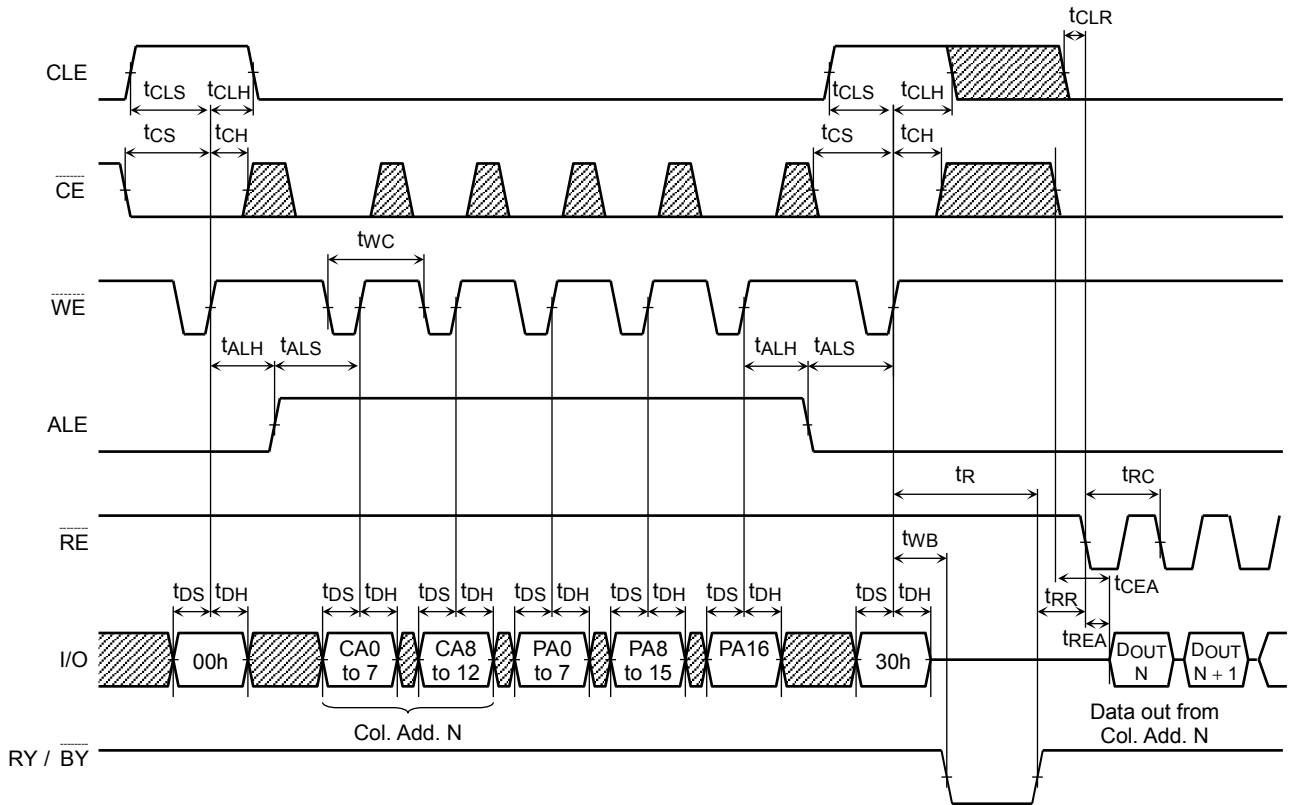 tCLR
CLE
tCLS
tCLH
tCLS
tCLH
tCS
tCH
tCS
tCH
CE
tWC
WE
tALH
tALS
tALH
tALS
ALE
tR
tRC
RE
tWB
tDS
tDH
tDS
tDH
tDS
tDH
tDS
tDH
tDS
tDH
tDS
tDH
tDS
tDH
tRR
tCEA
tREA
I/O
00h
CA0
to 7
CA8
to 12
PA0
to 7
PA8
to 15
PA16
30h
DOUT
N
DOUT
N + 1
Col. Add. N
Data out from
Col. Add. N
RY / BY